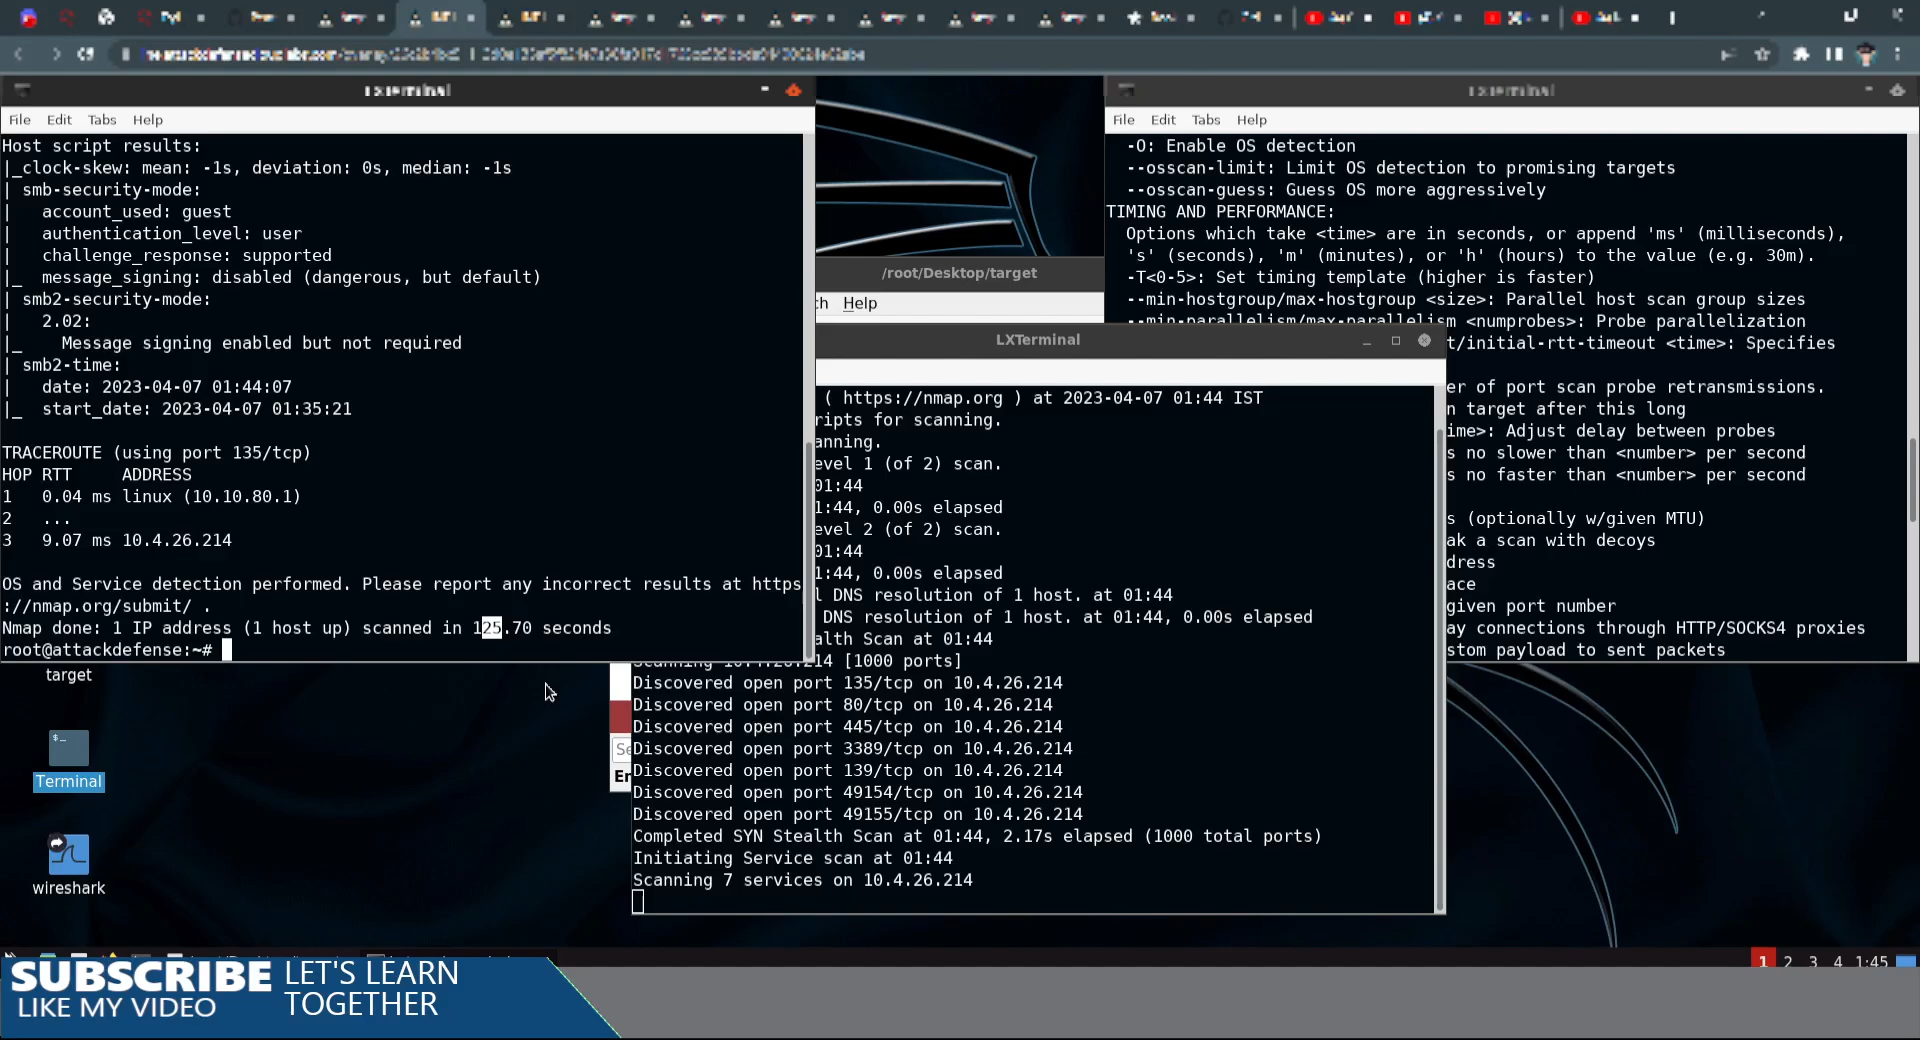 LXTerminal
File Edit Tabs Help
Host script results:
|_clock-skew: mean: -1s, deviation: 0s, median: -1s
| smb-security-mode:
|   account_used: guest
|   authentication_level: user
|   challenge_response: supported
|_  message_signing: disabled (dangerous, but default)
| smb2-security-mode:
|   2.02:
|_    Message signing enabled but not required
| smb2-time:
|   date: 2023-04-07 01:44:07
|_  start_date: 2023-04-07 01:35:21
TRACEROUTE (using port 135/tcp)
HOP RTT     ADDRESS
1   0.04 ms linux (10.10.80.1)
2   ...
3   9.07 ms 10.4.26.214
OS and Service detection performed. Please report any incorrect results at https
://nmap.org/submit/ .
Nmap done: 1 IP address (1 host up) scanned in 125.70 seconds
root@attackdefense:~#
/root/Desktop/target
ch Help
LXTerminal
( https://nmap.org ) at 2023-04-07 01:44 IST
ripts for scanning.
anning.
evel 1 (of 2) scan.
01:44
1:44, 0.00s elapsed
evel 2 (of 2) scan.
01:44
1:44, 0.00s elapsed
l DNS resolution of 1 host. at 01:44
DNS resolution of 1 host. at 01:44, 0.00s elapsed
alth Scan at 01:44
Scanning 10.4.26.214 [1000 ports]
Discovered open port 135/tcp on 10.4.26.214
Discovered open port 80/tcp on 10.4.26.214
Discovered open port 445/tcp on 10.4.26.214
Discovered open port 3389/tcp on 10.4.26.214
Discovered open port 139/tcp on 10.4.26.214
Discovered open port 49154/tcp on 10.4.26.214
Discovered open port 49155/tcp on 10.4.26.214
Completed SYN Stealth Scan at 01:44, 2.17s elapsed (1000 total ports)
Initiating Service scan at 01:44
Scanning 7 services on 10.4.26.214
LXTerminal
File Edit Tabs Help
-O: Enable OS detection
--osscan-limit: Limit OS detection to promising targets
--osscan-guess: Guess OS more aggressively
TIMING AND PERFORMANCE:
Options which take <time> are in seconds, or append 'ms' (milliseconds),
's' (seconds), 'm' (minutes), or 'h' (hours) to the value (e.g. 30m).
-T<0-5>: Set timing template (higher is faster)
--min-hostgroup/max-hostgroup <size>: Parallel host scan group sizes
--min-parallelism/max-parallelism <numprobes>: Probe parallelization
t/initial-rtt-timeout <time>: Specifies
er of port scan probe retransmissions.
n target after this long
ime>: Adjust delay between probes
s no slower than <number> per second
s no faster than <number> per second
s (optionally w/given MTU)
ak a scan with decoys
dress
ace
given port number
ay connections through HTTP/SOCKS4 proxies
stom payload to sent packets
target
Terminal
wireshark
Se
Er
1 2 3 4 1:45
SUBSCRIBE
LIKE MY VIDEO
LET'S LEARN
TOGETHER